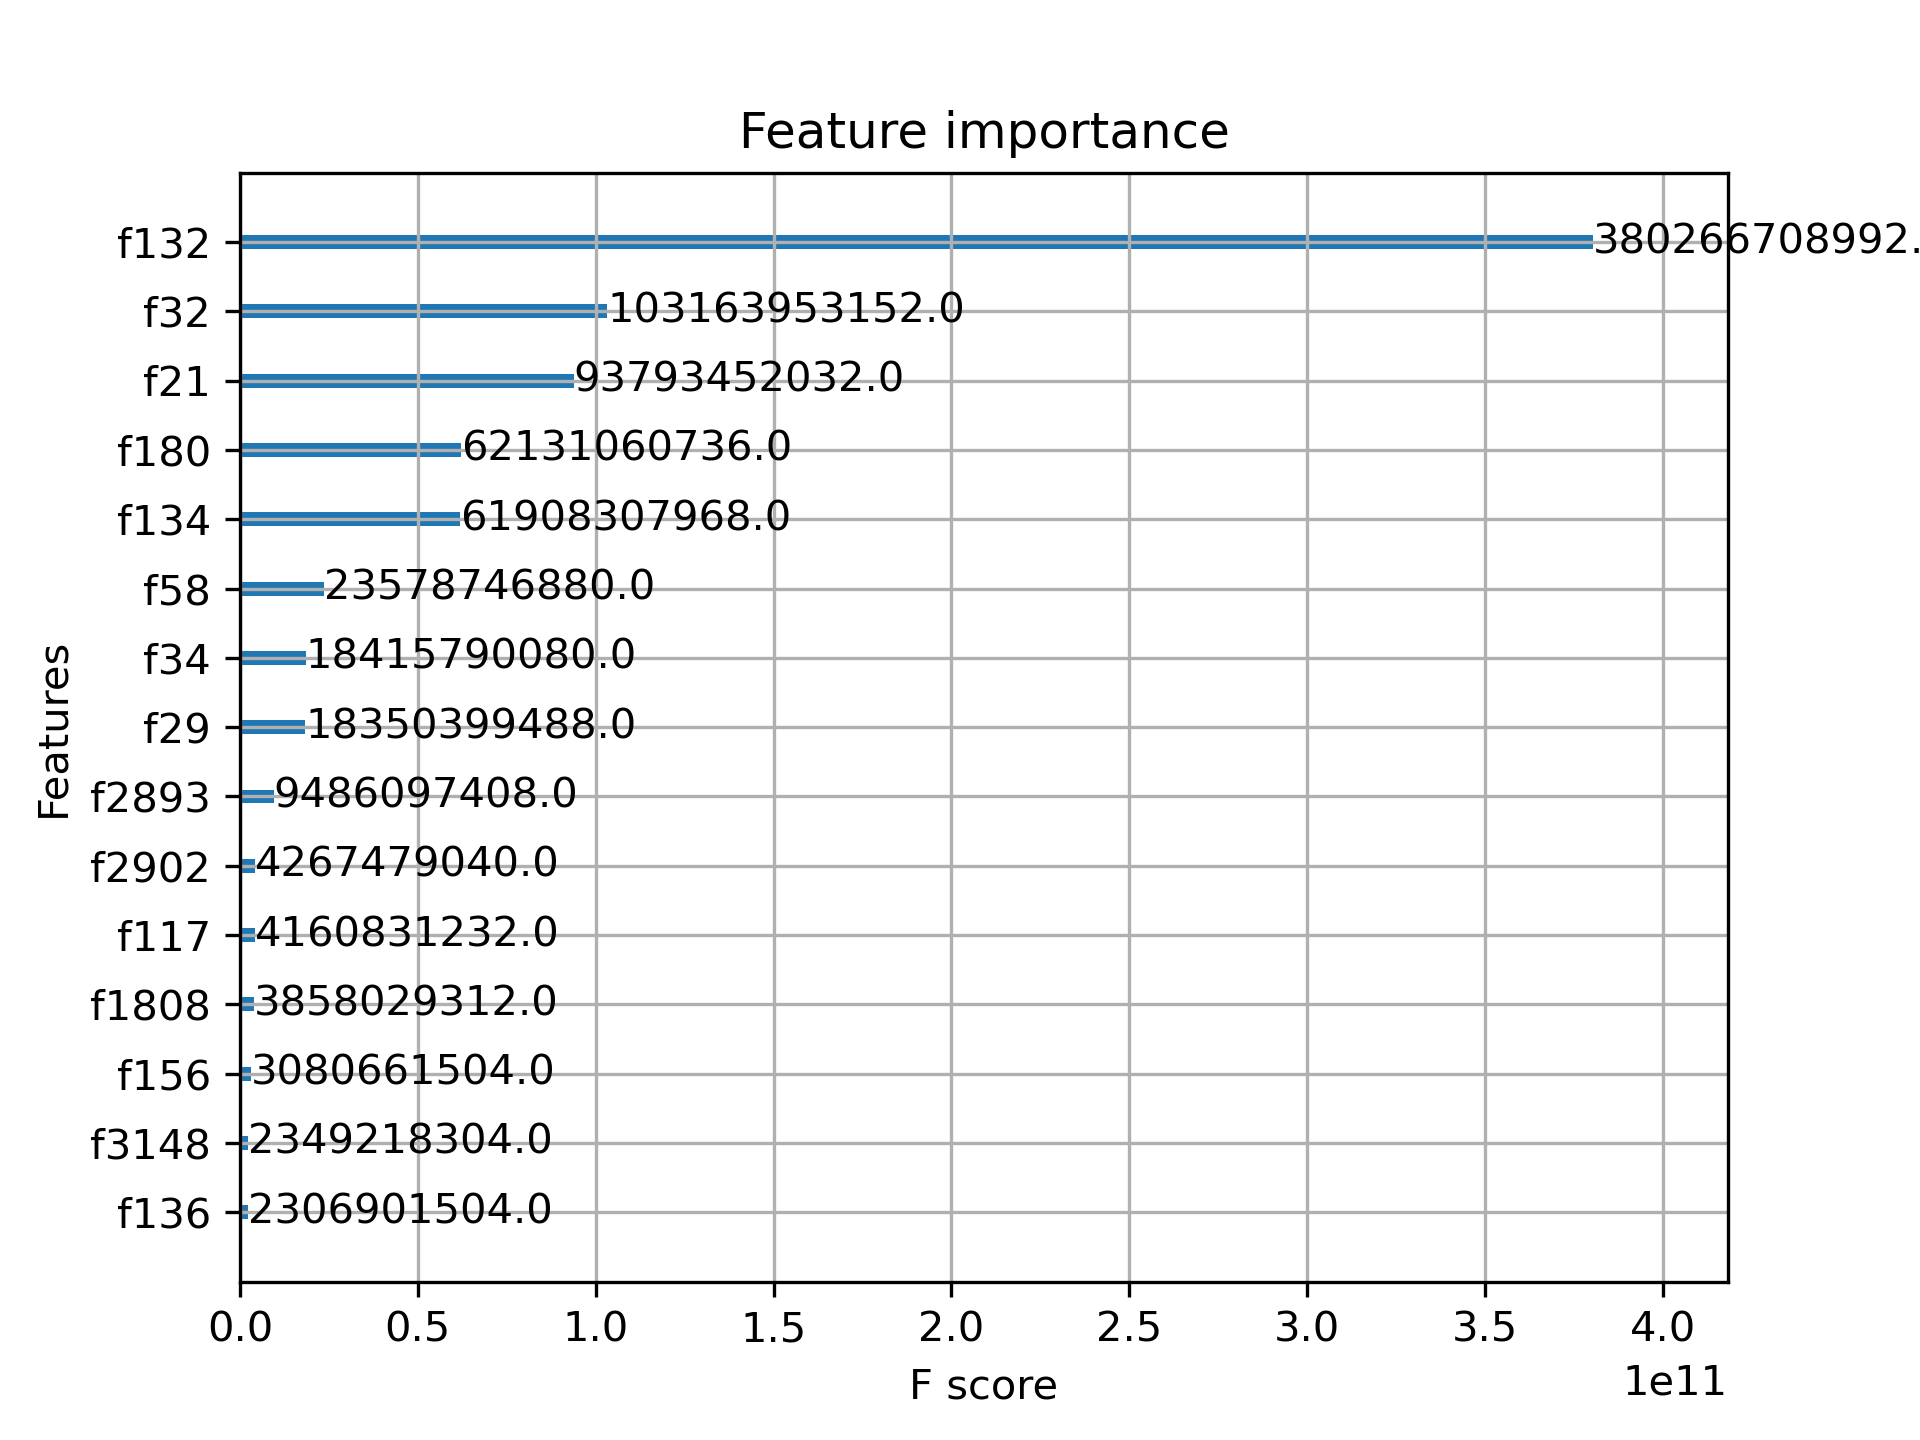 Feature importance
f132 380266708992.
f32 103163953152.0
f21 93793452032.0
f180 62131060736.0
f134 61908307968.0
f58 23578746880.0
f34 18415790080.0
f29 18350399488.0
f2893 9486097408.0
f2902 4267479040.0
f117 4160831232.0
f1808 3858029312.0
f156 3080661504.0
f3148 2349218304.0
f136 2306901504.0
Features
0.0 0.5 1.0 1.5 2.0 2.5 3.0 3.5 4.0
1e11
F score